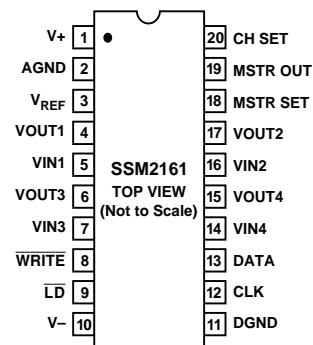 V+ 1 20 CH SET
AGND 2 19 MSTR OUT
VREF 3 18 MSTR SET
VOUT1 4 17 VOUT2
VIN1 5 16 VIN2
VOUT3 6 15 VOUT4
VIN3 7 14 VIN4
WRITE 8 13 DATA
LD 9 12 CLK
V– 10 11 DGND
SSM2161
TOP VIEW
(Not to Scale)